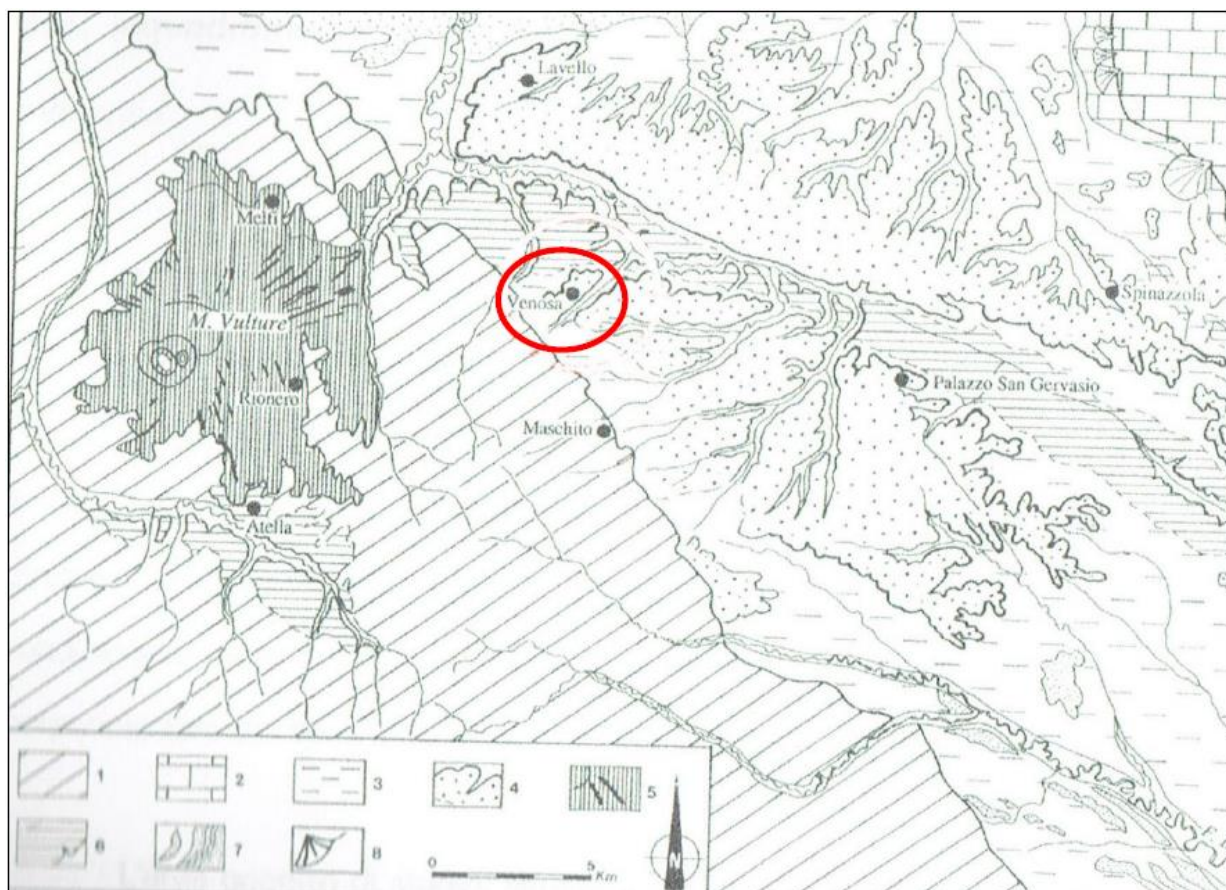 Lavello
Melfi
Venosa
Spinazzola
M. Vulture
Rionero
Palazzo San Gervasio
Maschito
Atella
1
2
3
4
5
6
7
8
0
5
Km
N